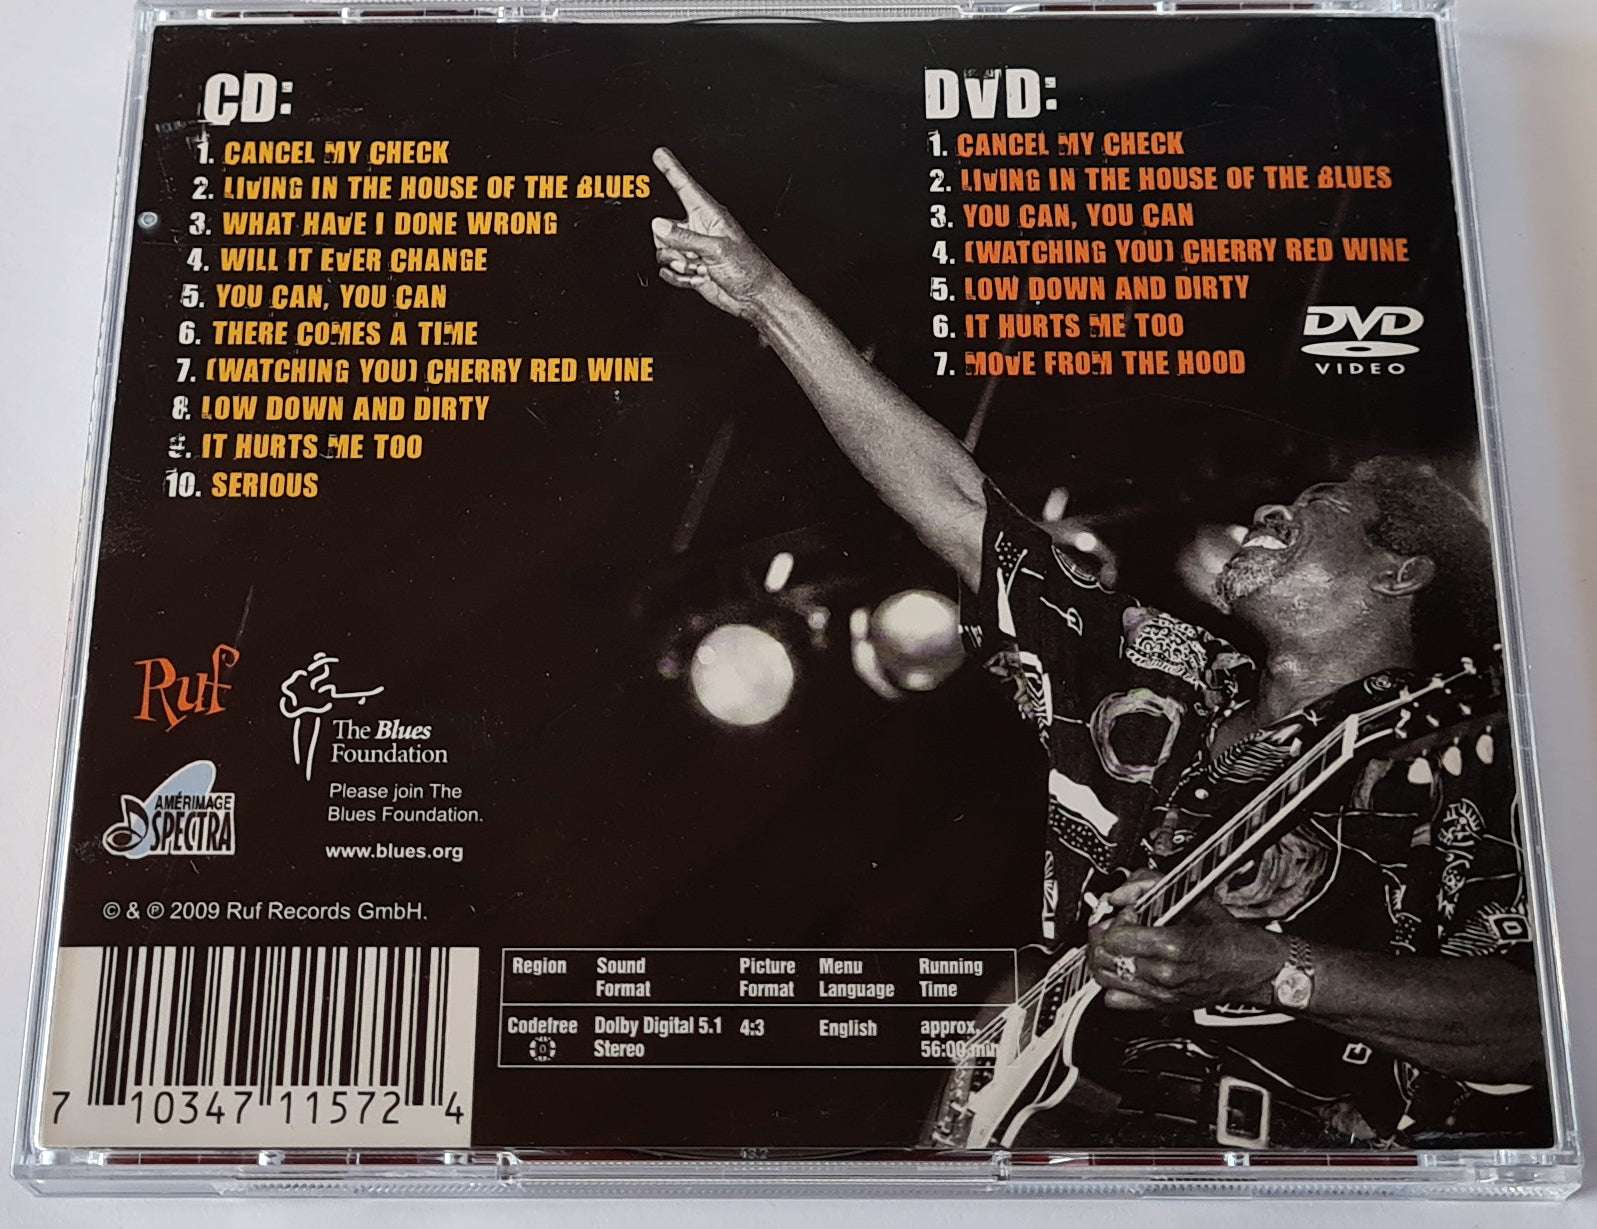 CD:
1. CANCEL MY CHECK
2. LIVING IN THE HOUSE OF THE BLUES
3. WHAT HAVE I DONE WRONG
4. WILL IT EVER CHANGE
5. YOU CAN, YOU CAN
6. THERE COMES A TIME
7. (WATCHING YOU) CHERRY RED WINE
8. LOW DOWN AND DIRTY
9. IT HURTS ME TOO
10. SERIOUS
DVD:
1. CANCEL MY CHECK
2. LIVING IN THE HOUSE OF THE BLUES
3. YOU CAN, YOU CAN
4. (WATCHING YOU) CHERRY RED WINE
5. LOW DOWN AND DIRTY
6. IT HURTS ME TOO
7. MOVE FROM THE HOOD
DVD
VIDEO
Ruf
The Blues
Foundation
Please join The
Blues Foundation.
www.blues.org
AMÉRIMAGE
SPECTRA
© & ℗ 2009 Ruf Records GmbH.
7 10347 11572 4
Region Sound Format Picture Format Menu Language Running Time
Codefree Dolby Digital 5.1 Stereo 4:3 English approx. 56:00 min
0